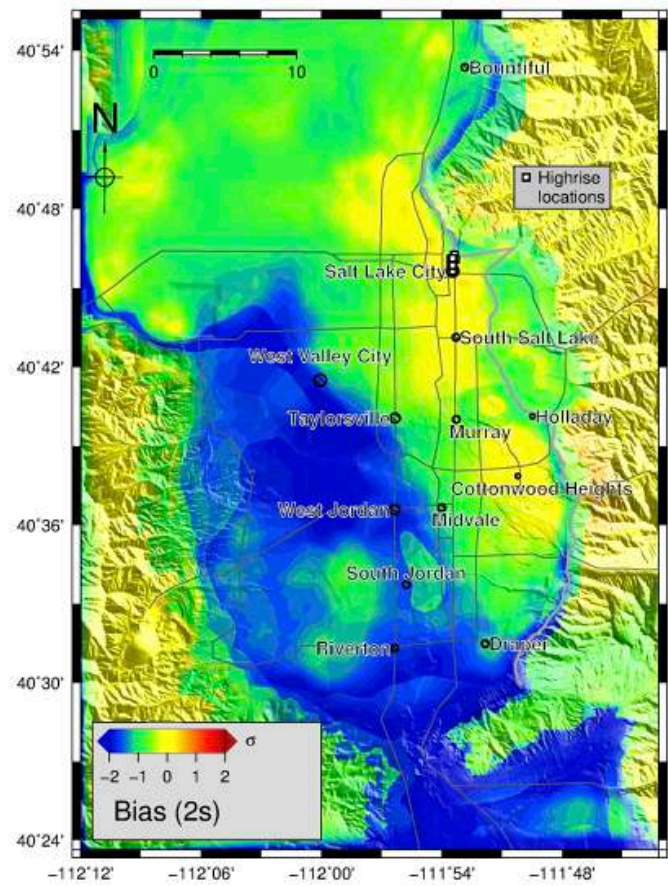 40˚54'
0
10
Bountiful
N
Highrise
locations
40˚48'
Salt Lake City
40˚42'
South Salt Lake
West Valley City
Taylorsville
Murray
Holladay
Cottonwood Heights
40˚36'
West Jordan
Midvale
South Jordan
Riverton
Draper
40˚30'
σ
−2 −1 0 1 2
Bias (2s)
40˚24'
−112˚12' −112˚06' −112˚00' −111˚54' −111˚48'